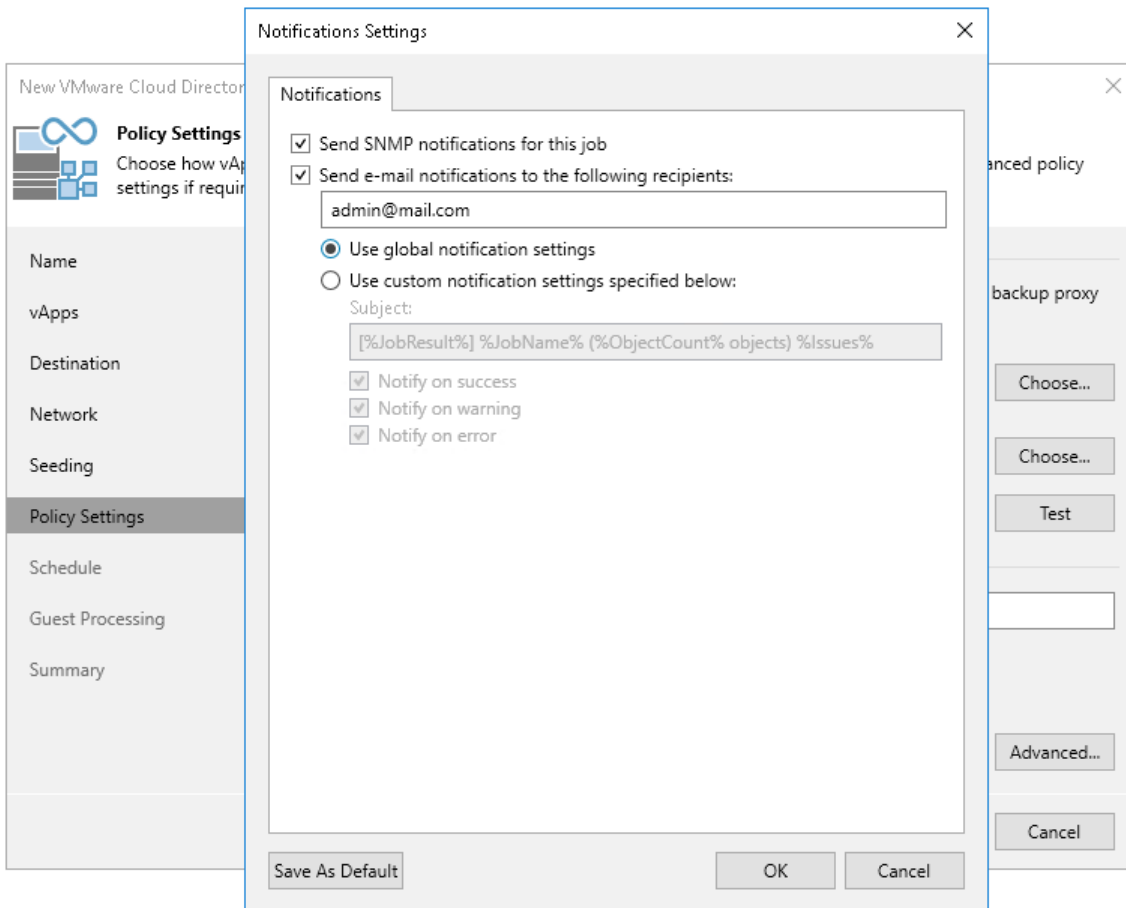 Notifications Settings
New VMware Cloud Director
Policy Settings
Choose how vAp
anced policy
settings if requir
Name
vApps
Destination
Network
Seeding
Policy Settings
Schedule
Guest Processing
Summary
Notifications
Send SNMP notifications for this job
Send e-mail notifications to the following recipients:
admin@mail.com
Use global notification settings
Use custom notification settings specified below:
Subject:
[%JobResult%] %JobName% (%ObjectCount% objects) %Issues%
Notify on success
Notify on warning
Notify on error
Save As Default
OK
Cancel
backup proxy
Choose...
Choose...
Test
Advanced...
Cancel